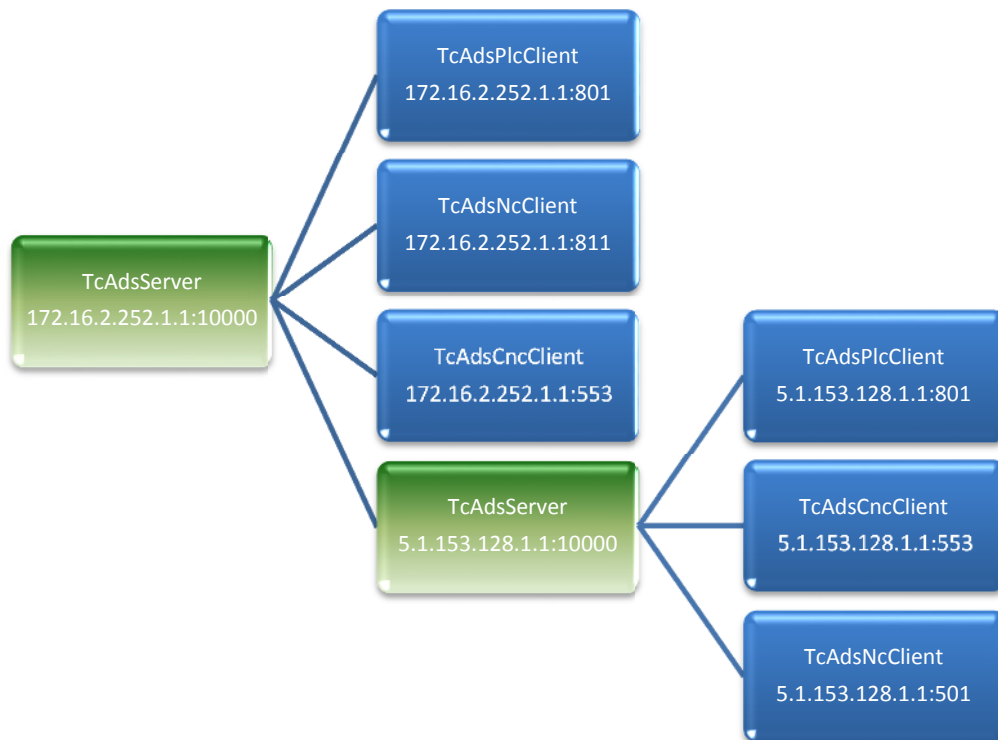 TcAdsPlcClient
172.16.2.252.1.1:801
TcAdsNcClient
172.16.2.252.1.1:811
TcAdsServer
172.16.2.252.1.1:10000
TcAdsCncClient
172.16.2.252.1.1:553
TcAdsPlcClient
5.1.153.128.1.1:801
TcAdsServer
5.1.153.128.1.1:10000
TcAdsCncClient
5.1.153.128.1.1:553
TcAdsNcClient
5.1.153.128.1.1:501